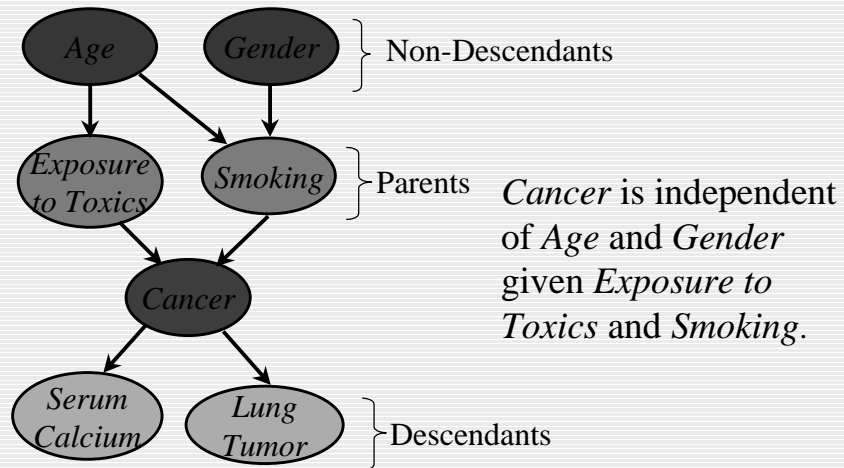 Age
Gender
Non-Descendants
Exposure
to Toxics
Smoking
Parents
Cancer is independent
of Age and Gender
given Exposure to
Toxics and Smoking.
Cancer
Serum
Calcium
Lung
Tumor
Descendants